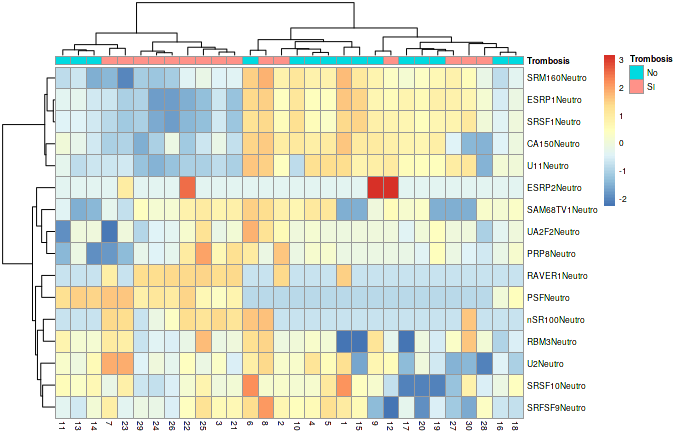 Trombosis
SRM160Neutro
ESRP1Neutro
SRSF1Neutro
CA150Neutro
U11Neutro
ESRP2Neutro
SAM68TV1Neutro
UA2F2Neutro
PRP8Neutro
RAVER1Neutro
PSFNeutro
nSR100Neutro
RBM3Neutro
U2Neutro
SRSF10Neutro
SRFSF9Neutro
11 13 14 7 23 29 24 26 22 25 3 21 6 8 2 10 4 5 1 15 9 12 17 20 19 27 30 28 16 18
3
2
1
0
-1
-2
Trombosis
No
SI